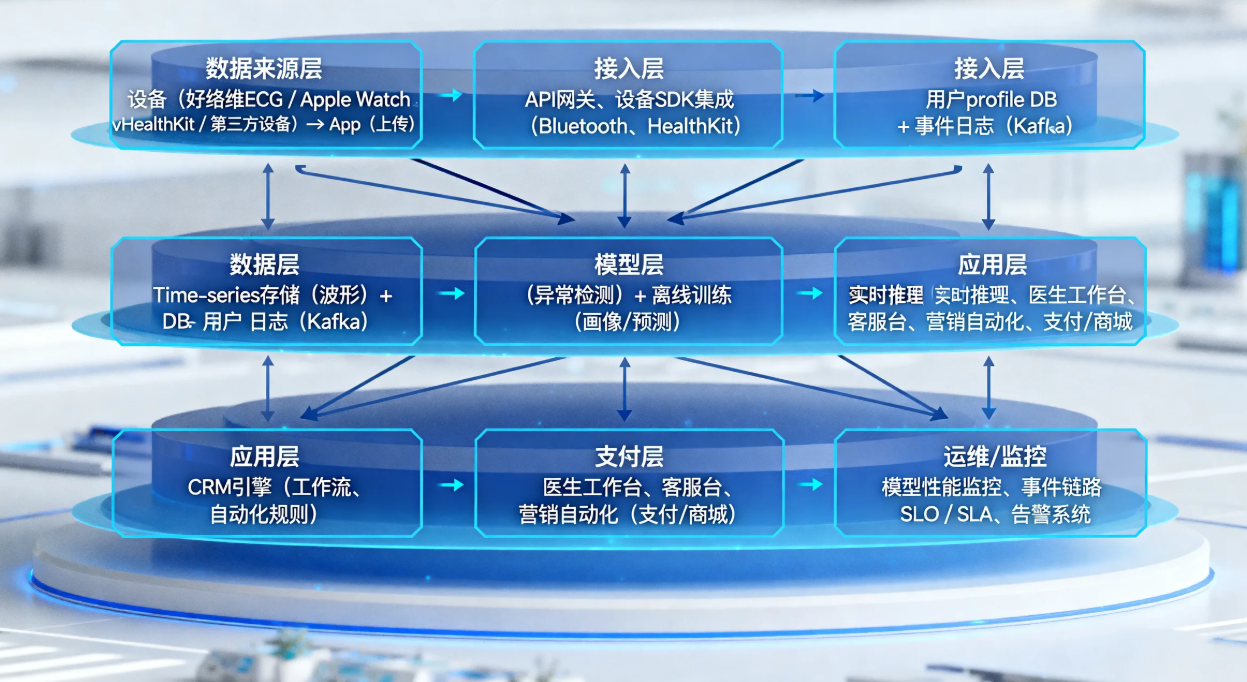 数据来源层
设备（好络维ECG / Apple Watch
vHealthKit / 第三方设备）→ App（上传）
接入层
API网关、设备SDK集成
（Bluetooth、HealthKit）
接入层
用户profile DB
+ 事件日志（Kafka）
数据层
Time-series存储（波形）+
DB- 用户 日志（Kafka）
模型层
（异常检测）+ 离线训练
（画像/预测）
应用层
实时推理 实时推理、医生工作台、
客服台、营销自动化、支付/商城
应用层
CRM引擎（工作流、
自动化规则）
支付层
医生工作台、客服台、
营销自动化（支付/商城）
运维/监控
模型性能监控、事件链路
SLO / SLA、告警系统